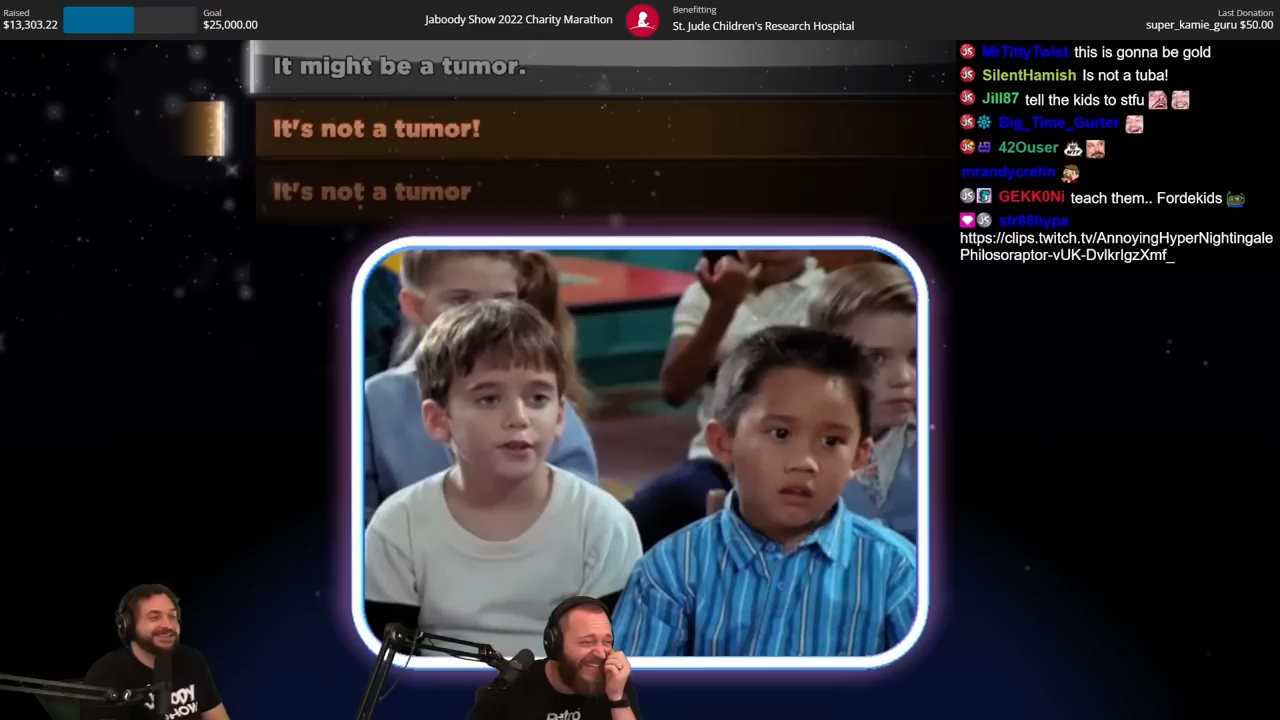 Raised
$13,303.22
Goal
$25,000.00
Jaboody Show 2022 Charity Marathon
Benefitting
St. Jude Children's Research Hospital
Last Donation
super_kamie_guru $50.00
It might be a tumor.
It's not a tumor!
It's not a tumor
MrTittyTwist this is gonna be gold
SilentHamish Is not a tuba!
Jill87 tell the kids to stfu
Big_Time_Gurter
42Ouser
mrandycretin
GEKK0Ni teach them.. Fordekids
str88hype
https://clips.twitch.tv/AnnoyingHyperNightingale
Philosoraptor-vUK-DvlkrIgzXmf_
Retro